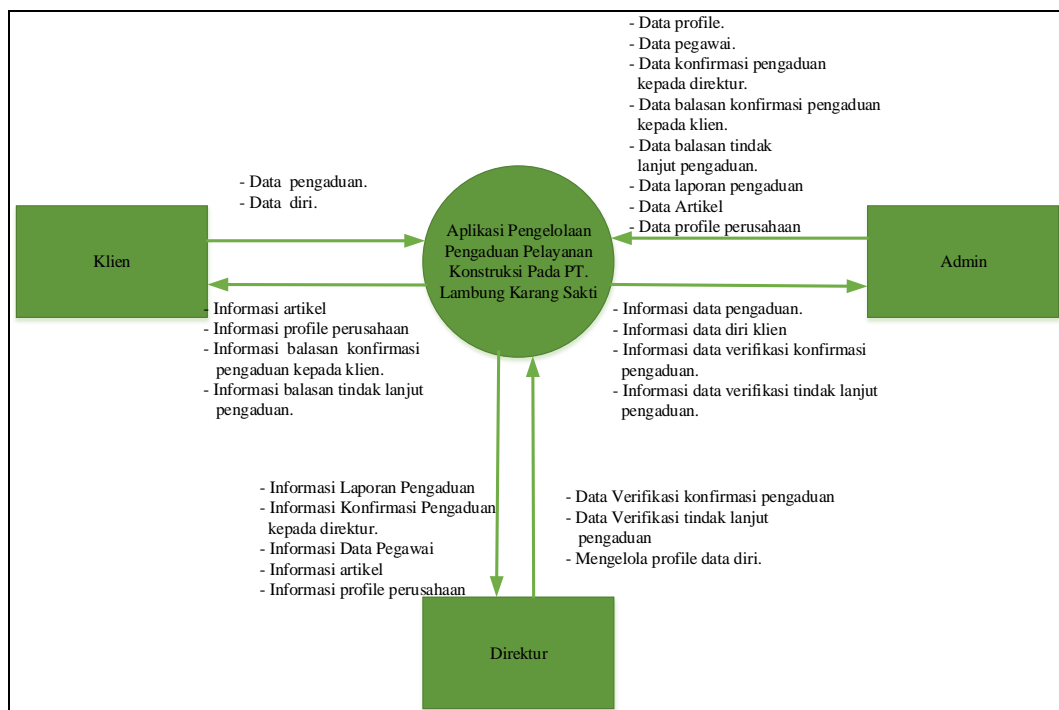 - Data profile.
- Data pegawai.
- Data konfirmasi pengaduan
kepada direktur.
- Data balasan konfirmasi pengaduan
kepada klien.
- Data balasan tindak
lanjut pengaduan.
- Data laporan pengaduan
- Data Artikel
- Data profile perusahaan
- Data pengaduan.
- Data diri.
Klien
Aplikasi Pengelolaan
Pengaduan Pelayanan
Konstruksi Pada PT.
Lambung Karang Sakti
Admin
- Informasi artikel
- Informasi profile perusahaan
- Informasi balasan konfirmasi
pengaduan kepada klien.
- Informasi balasan tindak lanjut
pengaduan.
- Informasi data pengaduan.
- Informasi data diri klien
- Informasi data verifikasi konfirmasi
pengaduan.
- Informasi data verifikasi tindak lanjut
pengaduan.
- Informasi Laporan Pengaduan
- Informasi Konfirmasi Pengaduan
kepada direktur.
- Informasi Data Pegawai
- Informasi artikel
- Informasi profile perusahaan
- Data Verifikasi konfirmasi pengaduan
- Data Verifikasi tindak lanjut
pengaduan
- Mengelola profile data diri.
Direktur